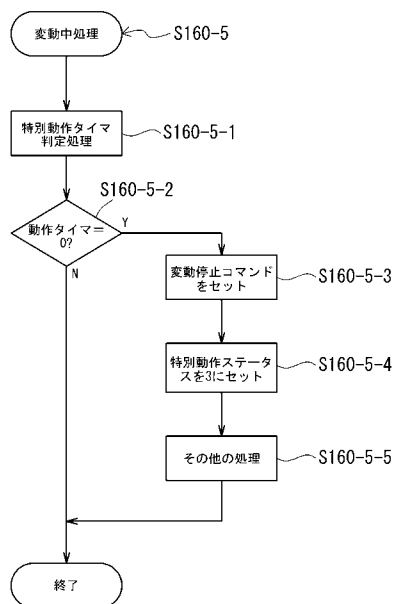 変動中処理
S160-5
特別動作タイマ
判定処理
S160-5-1
動作タイマ＝
0?
S160-5-2
Y
N
変動停止コマンド
をセット
S160-5-3
特別動作ステータ
スを3にセット
S160-5-4
その他の処理
S160-5-5
終了